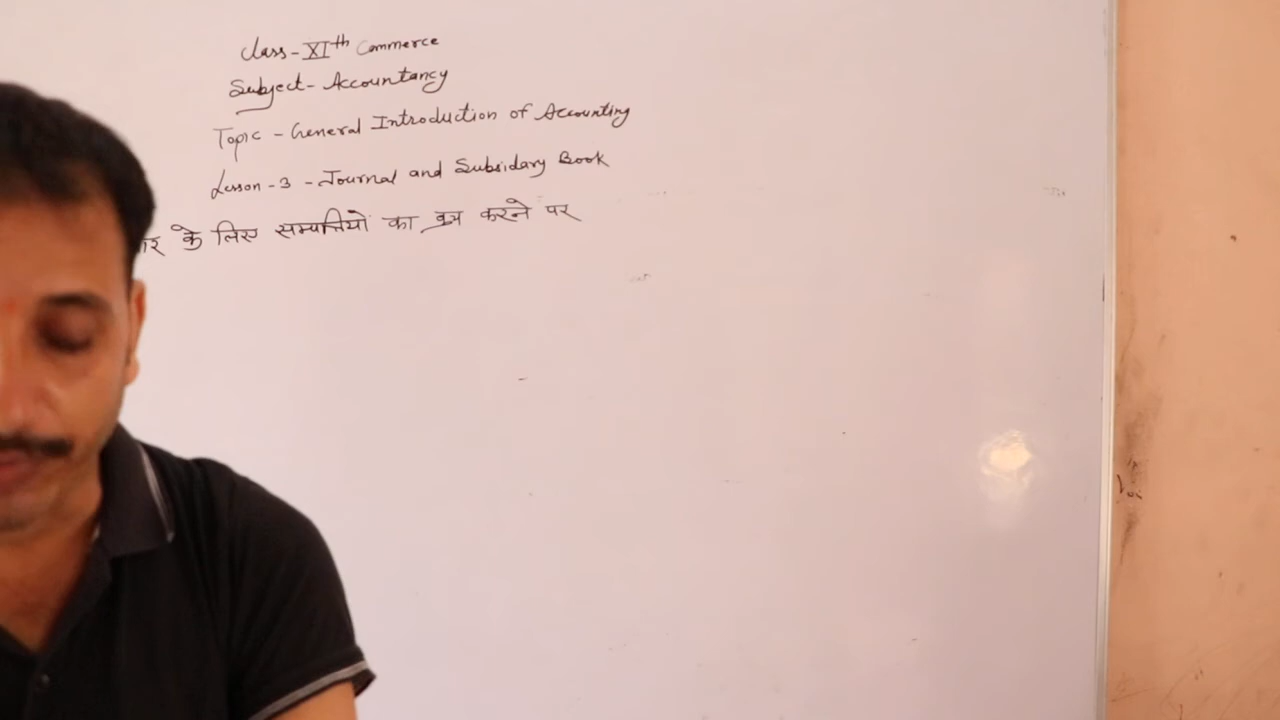 Class - XIth Commerce
Subject - Accountancy
Topic - General Introduction of Accounting
Lesson - 3 - Journal and Subsidary Book
के लिए सम्पत्तियों का क्रय करने पर